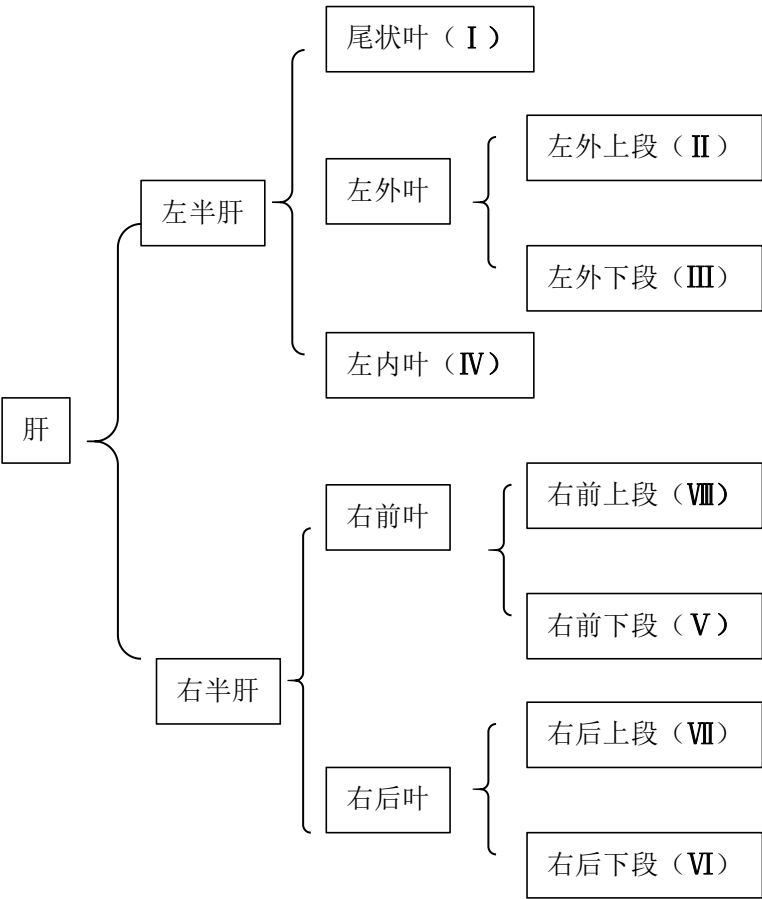 尾状叶（Ⅰ）
左外上段（Ⅱ）
左外叶
左半肝
左外下段（Ⅲ）
左内叶（Ⅳ）
肝
右前上段（Ⅷ）
右前叶
右前下段（Ⅴ）
右半肝
右后上段（Ⅶ）
右后叶
右后下段（Ⅵ）